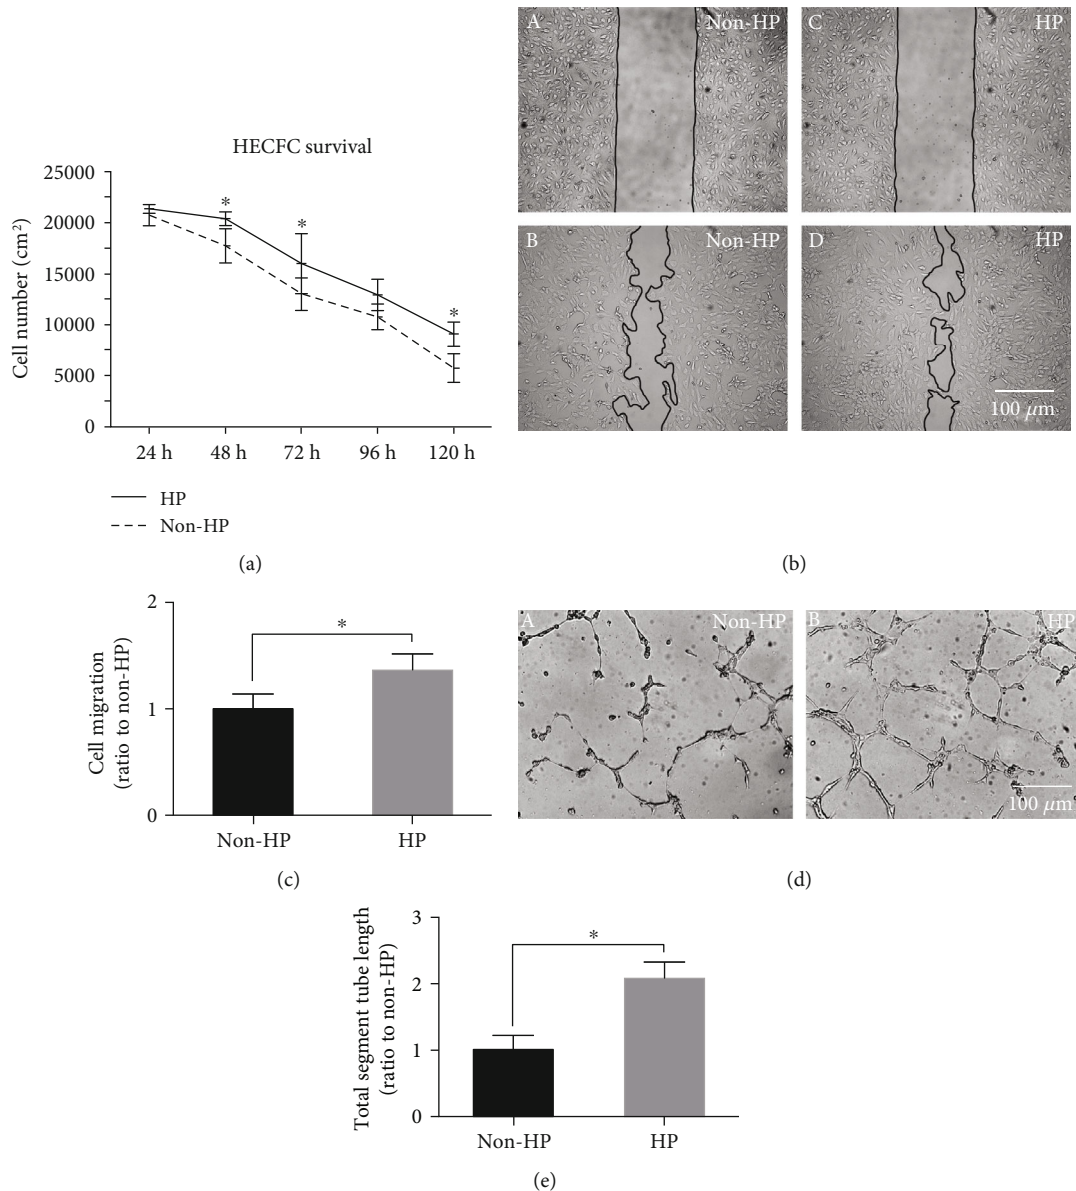 HECFC survival
Cell number (cm²)
25000
20000
15000
10000
5000
0
*
*
*
24 h 48 h 72 h 96 h 120 h
HP
Non-HP
(a)
A Non-HP
C HP
B Non-HP
D HP
100 μm
(b)
Cell migration
(ratio to non-HP)
2
1
0
*
Non-HP HP
(c)
A Non-HP
B HP
100 μm
(d)
Total segment tube length
(ratio to non-HP)
3
2
1
0
*
Non-HP HP
(e)